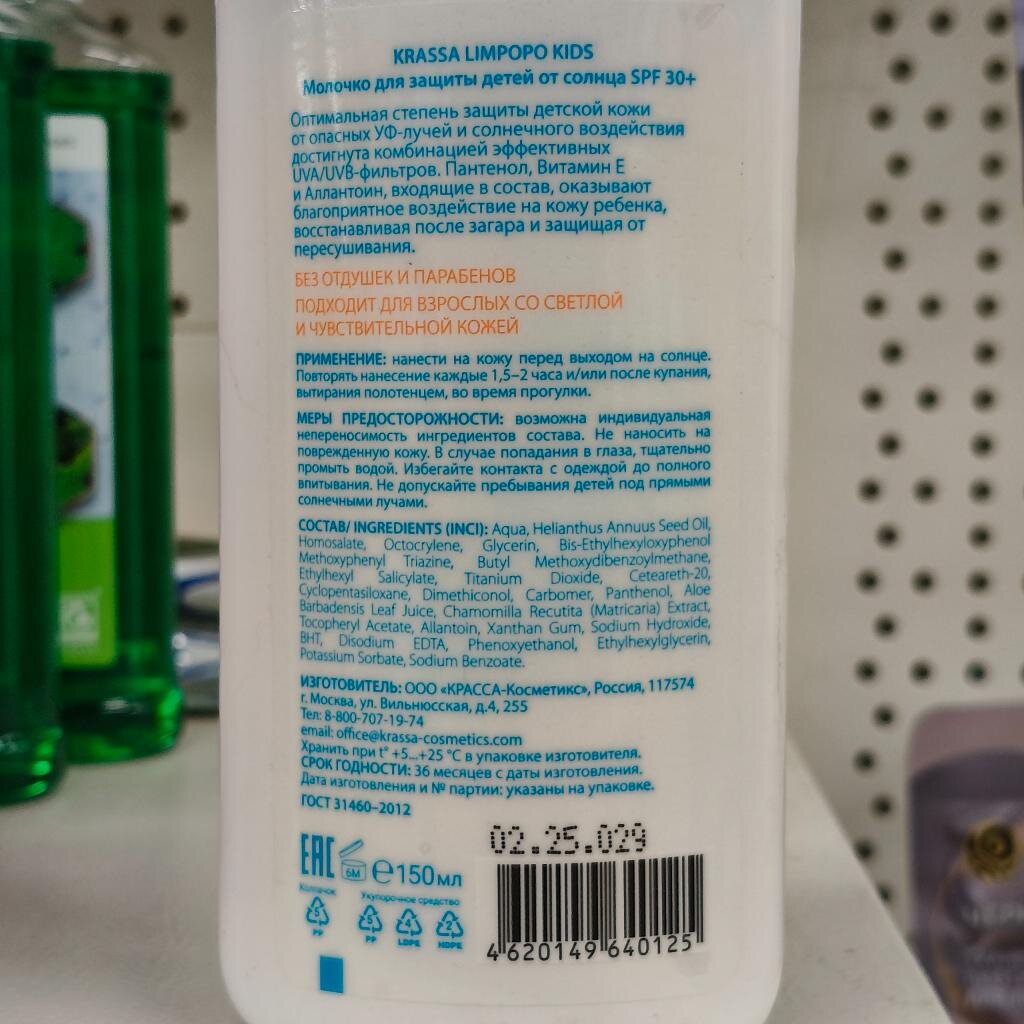 KRASSA LIMPOPO KIDS
Молочко для защиты детей от солнца SPF 30+
Оптимальная степень защиты детской кожи
от опасных УФ-лучей и солнечного воздействия
достигнута комбинацией эффективных
UVA/UVB-фильтров. Пантенол, Витамин Е
и Аллантоин, входящие в состав, оказывают
благоприятное воздействие на кожу ребенка,
восстанавливая после загара и защищая от
пересушивания.
БЕЗ ОТДУШЕК И ПАРАБЕНОВ
ПОДХОДИТ ДЛЯ ВЗРОСЛЫХ СО СВЕТЛОЙ
И ЧУВСТВИТЕЛЬНОЙ КОЖЕЙ
ПРИМЕНЕНИЕ: нанести на кожу перед выходом на солнце.
Повторять нанесение каждые 1,5–2 часа и/или после купания,
вытирания полотенцем, во время прогулки.
МЕРЫ ПРЕДОСТОРОЖНОСТИ: возможна индивидуальная
непереносимость ингредиентов состава. Не наносить на
поврежденную кожу. В случае попадания в глаза, тщательно
промыть водой. Избегайте контакта с одеждой до полного
впитывания. Не допускайте пребывания детей под прямыми
солнечными лучами.
СОСТАВ/ INGREDIENTS (INCI): Aqua, Helianthus Annuus Seed Oil,
Homosalate, Octocrylene, Glycerin, Bis-Ethylhexyloxyphenol
Methoxyphenyl Triazine, Butyl Methoxydibenzoylmethane,
Ethylhexyl Salicylate, Titanium Dioxide, Ceteareth-20,
Cyclopentasiloxane, Dimethiconol, Carbomer, Panthenol, Aloe
Barbadensis Leaf Juice, Chamomilla Recutita (Matricaria) Extract,
Tocopheryl Acetate, Allantoin, Xanthan Gum, Sodium Hydroxide,
BHT, Disodium EDTA, Phenoxyethanol, Ethylhexylglycerin,
Potassium Sorbate, Sodium Benzoate.
ИЗГОТОВИТЕЛЬ: ООО «КРАССА-Косметикс», Россия, 117574
г. Москва, ул. Вильнюсская, д.4, 255
Тел: 8-800-707-19-74
email: office@krassa-cosmetics.com
Хранить при t° +5...+25 °С в упаковке изготовителя.
СРОК ГОДНОСТИ: 36 месяцев с даты изготовления.
Дата изготовления и № партии: указаны на упаковке.
ГОСТ 31460–2012
02.25.029
EAC 6M ℮150мл
Колпачок Укупорочное средство
5 5 4 2
PP PP LDPE HDPE
4 620149 640125